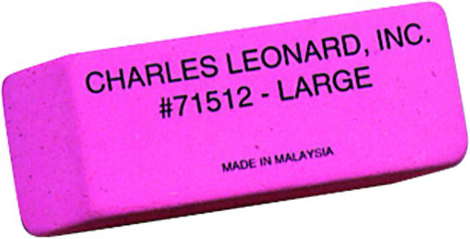 CHARLES LEONARD, INC.
#71512 - LARGE
MADE IN MALAYSIA